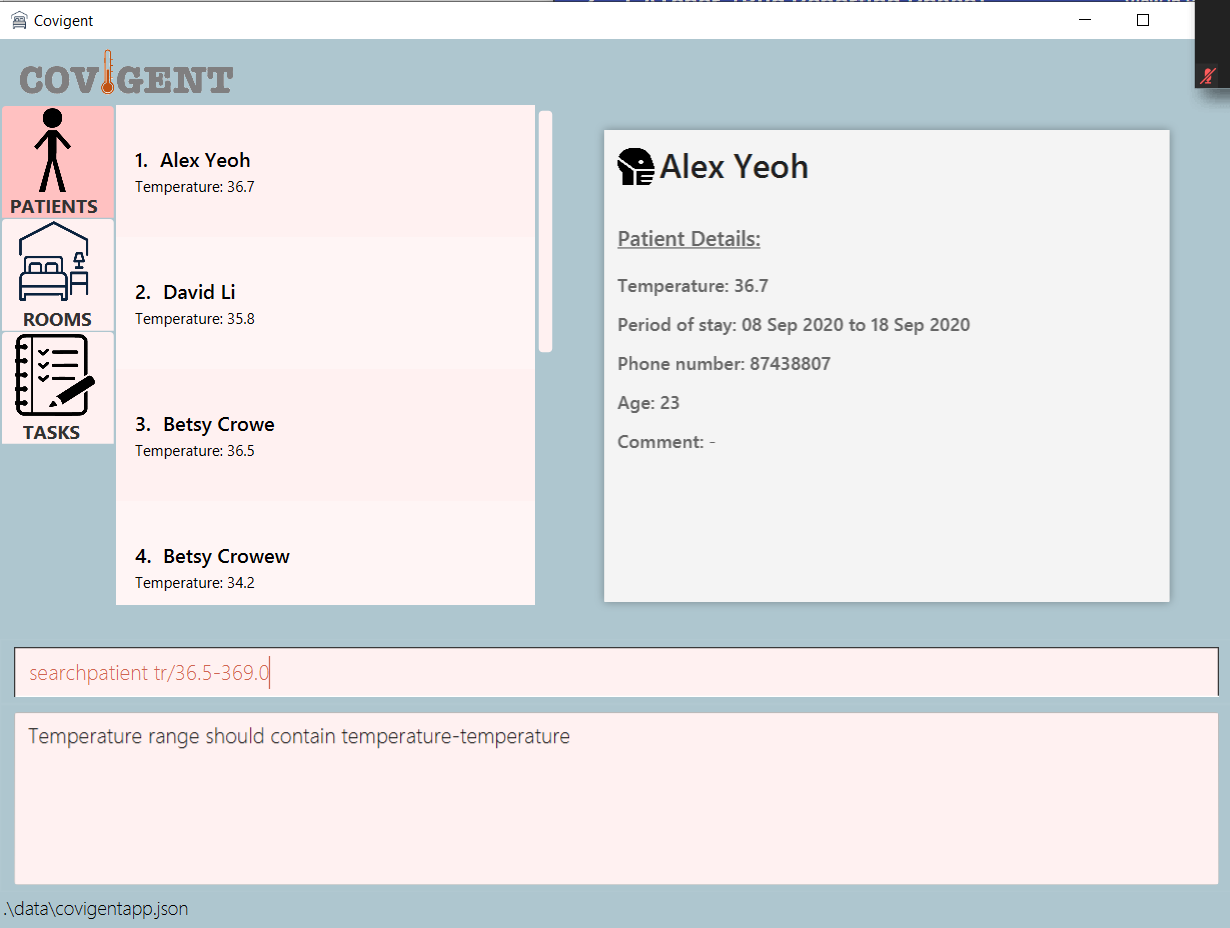 Covigent
COVIGENT
PATIENTS
ROOMS
TASKS
1. Alex Yeoh
Temperature: 36.7
2. David Li
Temperature: 35.8
3. Betsy Crowe
Temperature: 36.5
4. Betsy Crowew
Temperature: 34.2
Alex Yeoh
Patient Details:
Temperature: 36.7
Period of stay: 08 Sep 2020 to 18 Sep 2020
Phone number: 87438807
Age: 23
Comment: -
searchpatient tr/36.5-369.0
Temperature range should contain temperature-temperature
.\data\covigentapp.json